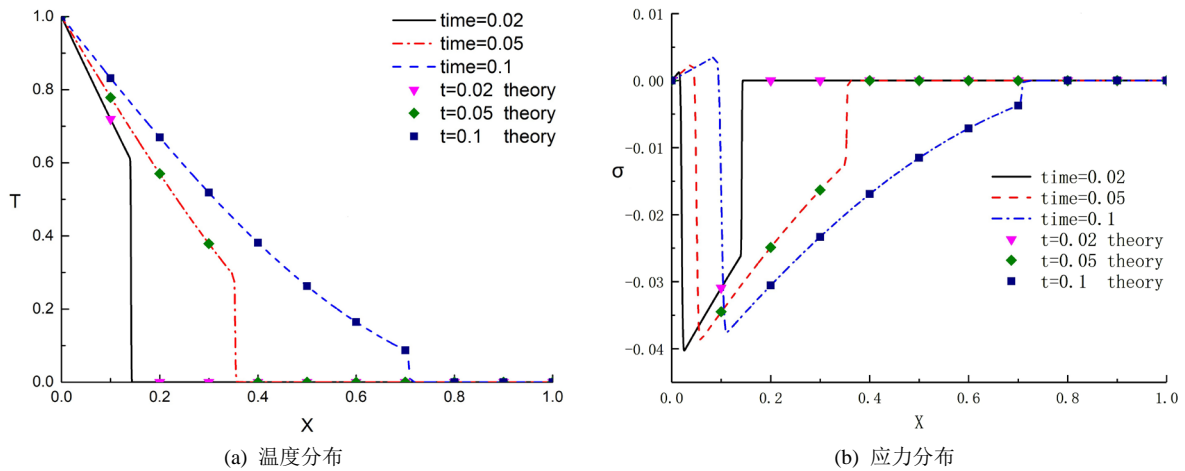 1.0
0.8
0.6
0.4
0.2
0.0
T
0.0 0.2 0.4 0.6 0.8 1.0
X
time=0.02
time=0.05
time=0.1
t=0.02 theory
t=0.05 theory
t=0.1 theory
(a) 温度分布
0.01
0.00
-0.01
-0.02
-0.03
-0.04
σ
0.0 0.2 0.4 0.6 0.8 1.0
X
time=0.02
time=0.05
time=0.1
t=0.02 theory
t=0.05 theory
t=0.1 theory
(b) 应力分布